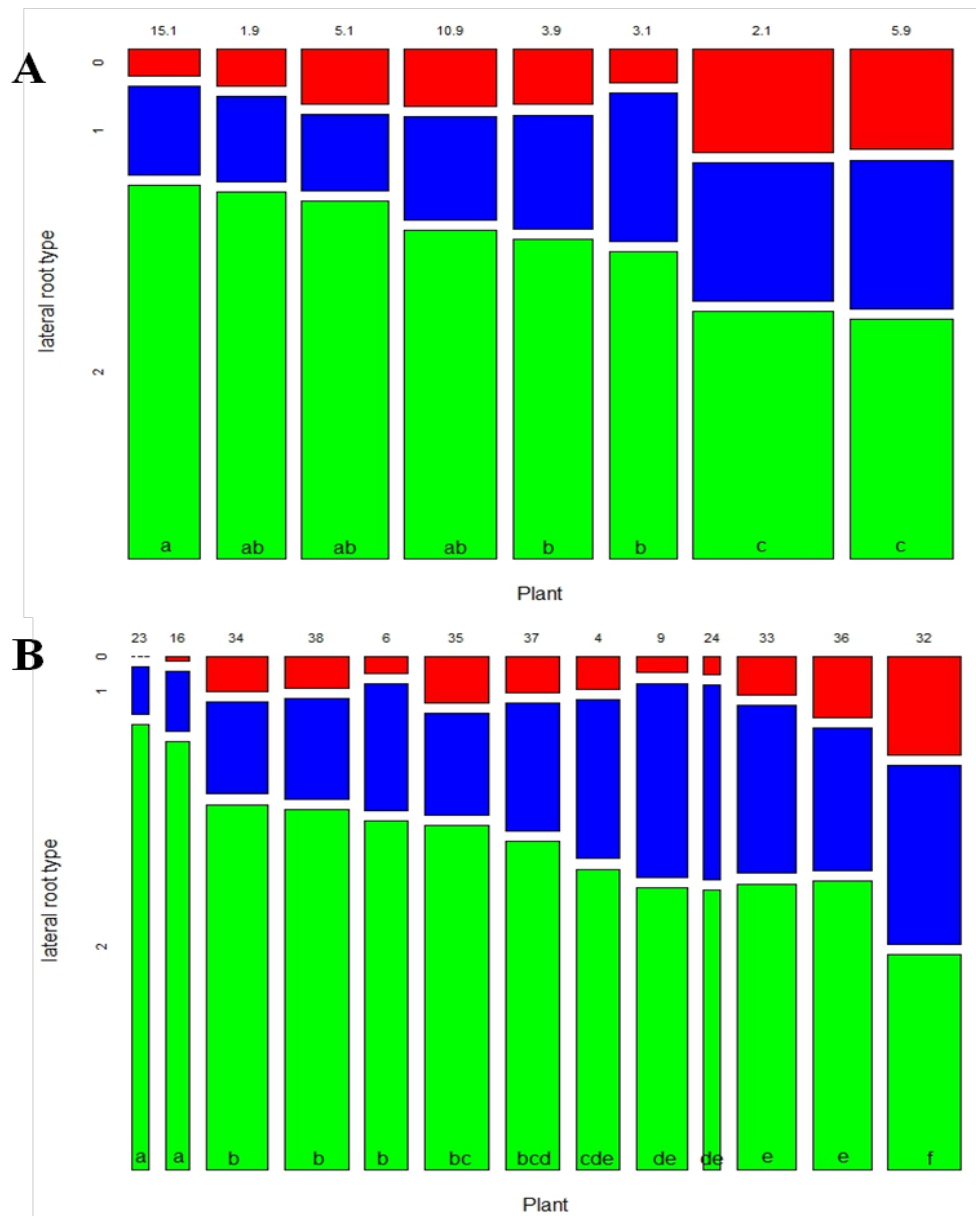 A
15.1 1.9 5.1 10.9 3.9 3.1 2.1 5.9
0
1
2
lateral root type
a ab ab ab b b c c
Plant
B
23 16 34 38 6 35 37 4 9 24 33 36 32
0
1
2
lateral root type
a a b b b bc bcd cde de de e e f
Plant